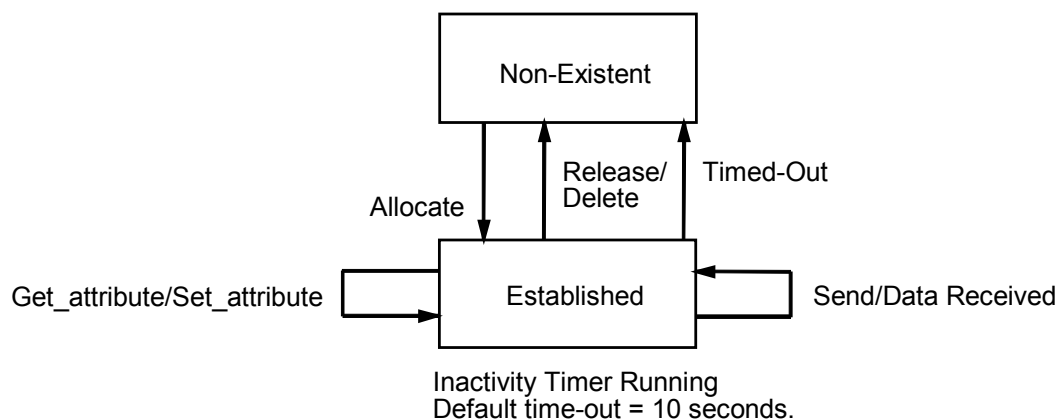 Non-Existent
Allocate
Release/
Delete
Timed-Out
Get_attribute/Set_attribute
Established
Send/Data Received
Inactivity Timer Running
Default time-out = 10 seconds.